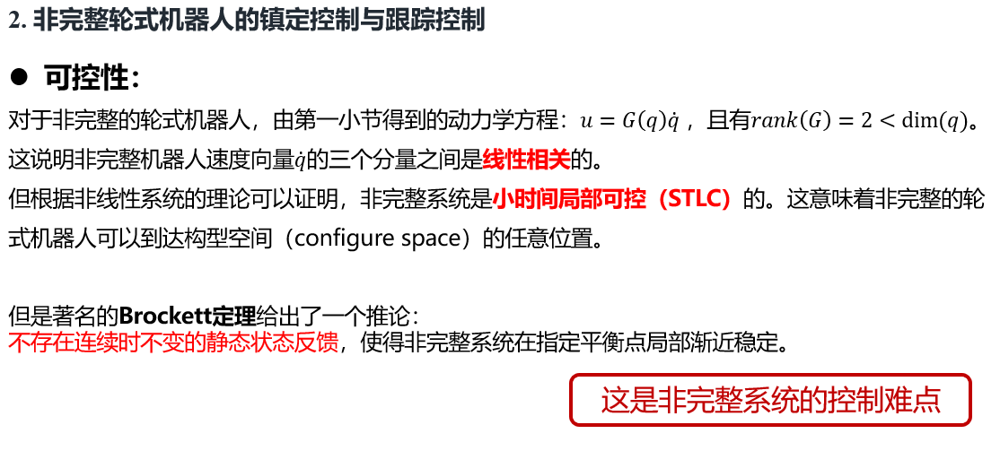 2. 非完整轮式机器人的镇定控制与跟踪控制
● 可控性：
对于非完整的轮式机器人，由第一小节得到的动力学方程：𝑢 = 𝐺(𝑞)𝑞̇ ，且有𝑟𝑎𝑛𝑘(𝐺) = 2 < dim(𝑞)。
这说明非完整机器人速度向量𝑞̇的三个分量之间是线性相关的。
但根据非线性系统的理论可以证明，非完整系统是小时间局部可控（STLC）的。这意味着非完整的轮
式机器人可以到达构型空间（configure space）的任意位置。
但是著名的Brockett定理给出了一个推论：
不存在连续时不变的静态状态反馈，使得非完整系统在指定平衡点局部渐近稳定。
这是非完整系统的控制难点